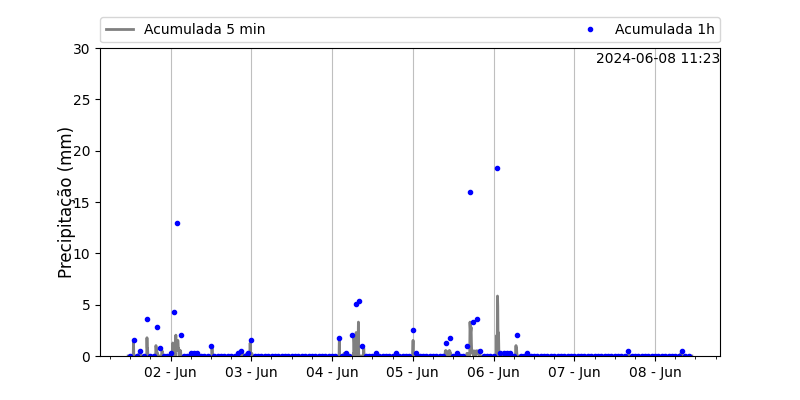 Acumulada 5 min
Acumulada 1h
2024-06-08 11:23
Precipitação (mm)
30
25
20
15
10
5
0
02 - Jun
03 - Jun
04 - Jun
05 - Jun
06 - Jun
07 - Jun
08 - Jun